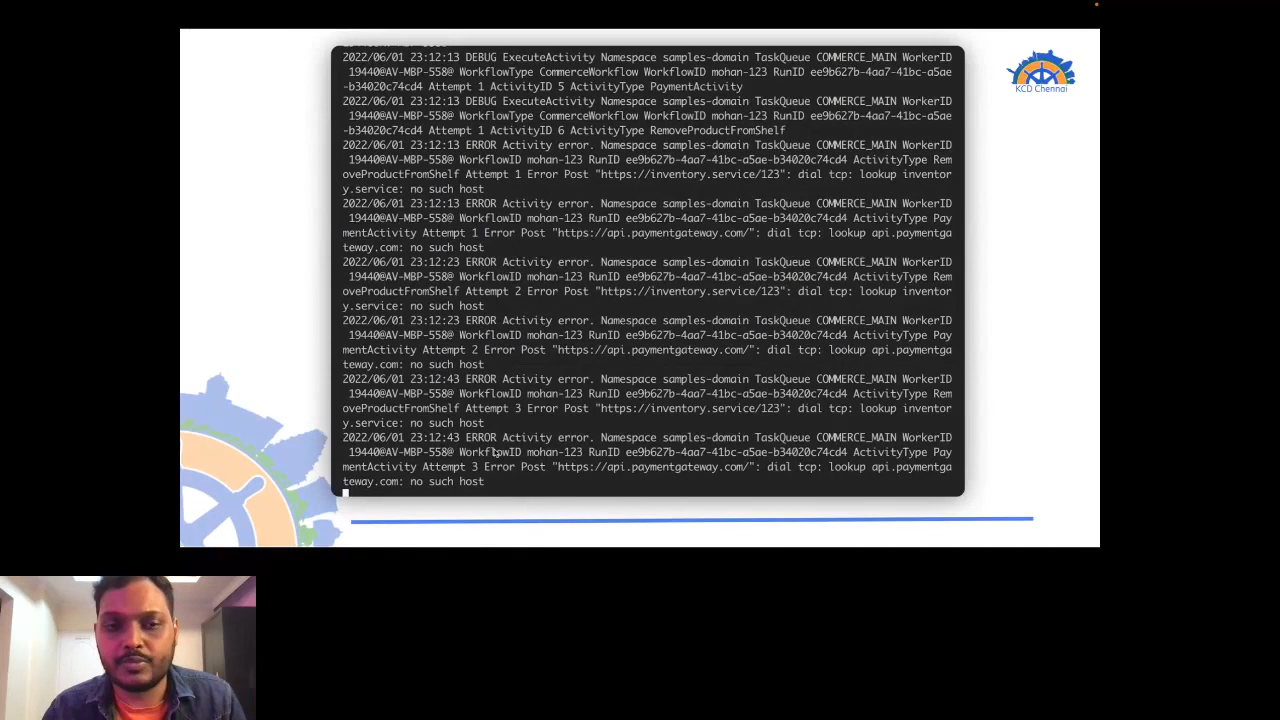 2022/06/01 23:12:13 DEBUG ExecuteActivity Namespace samples-domain TaskQueue COMMERCE_MAIN WorkerID
19440@AV-MBP-558@ WorkflowType CommerceWorkflow WorkflowID mohan-123 RunID ee9b627b-4aa7-41bc-a5ae
-b34020c74cd4 Attempt 1 ActivityID 5 ActivityType PaymentActivity
2022/06/01 23:12:13 DEBUG ExecuteActivity Namespace samples-domain TaskQueue COMMERCE_MAIN WorkerID
19440@AV-MBP-558@ WorkflowType CommerceWorkflow WorkflowID mohan-123 RunID ee9b627b-4aa7-41bc-a5ae
-b34020c74cd4 Attempt 1 ActivityID 6 ActivityType RemoveProductFromShelf
2022/06/01 23:12:13 ERROR Activity error. Namespace samples-domain TaskQueue COMMERCE_MAIN WorkerID
19440@AV-MBP-558@ WorkflowID mohan-123 RunID ee9b627b-4aa7-41bc-a5ae-b34020c74cd4 ActivityType Rem
oveProductFromShelf Attempt 1 Error Post "https://inventory.service/123": dial tcp: lookup inventor
y.service: no such host
2022/06/01 23:12:13 ERROR Activity error. Namespace samples-domain TaskQueue COMMERCE_MAIN WorkerID
19440@AV-MBP-558@ WorkflowID mohan-123 RunID ee9b627b-4aa7-41bc-a5ae-b34020c74cd4 ActivityType Pay
mentActivity Attempt 1 Error Post "https://api.paymentgateway.com/": dial tcp: lookup api.paymentga
teway.com: no such host
2022/06/01 23:12:23 ERROR Activity error. Namespace samples-domain TaskQueue COMMERCE_MAIN WorkerID
19440@AV-MBP-558@ WorkflowID mohan-123 RunID ee9b627b-4aa7-41bc-a5ae-b34020c74cd4 ActivityType Rem
oveProductFromShelf Attempt 2 Error Post "https://inventory.service/123": dial tcp: lookup inventor
y.service: no such host
2022/06/01 23:12:23 ERROR Activity error. Namespace samples-domain TaskQueue COMMERCE_MAIN WorkerID
19440@AV-MBP-558@ WorkflowID mohan-123 RunID ee9b627b-4aa7-41bc-a5ae-b34020c74cd4 ActivityType Pay
mentActivity Attempt 2 Error Post "https://api.paymentgateway.com/": dial tcp: lookup api.paymentga
teway.com: no such host
2022/06/01 23:12:43 ERROR Activity error. Namespace samples-domain TaskQueue COMMERCE_MAIN WorkerID
19440@AV-MBP-558@ WorkflowID mohan-123 RunID ee9b627b-4aa7-41bc-a5ae-b34020c74cd4 ActivityType Rem
oveProductFromShelf Attempt 3 Error Post "https://inventory.service/123": dial tcp: lookup inventor
y.service: no such host
2022/06/01 23:12:43 ERROR Activity error. Namespace samples-domain TaskQueue COMMERCE_MAIN WorkerID
19440@AV-MBP-558@ WorkflowID mohan-123 RunID ee9b627b-4aa7-41bc-a5ae-b34020c74cd4 ActivityType Pay
mentActivity Attempt 3 Error Post "https://api.paymentgateway.com/": dial tcp: lookup api.paymentga
teway.com: no such host
KCD Chennai